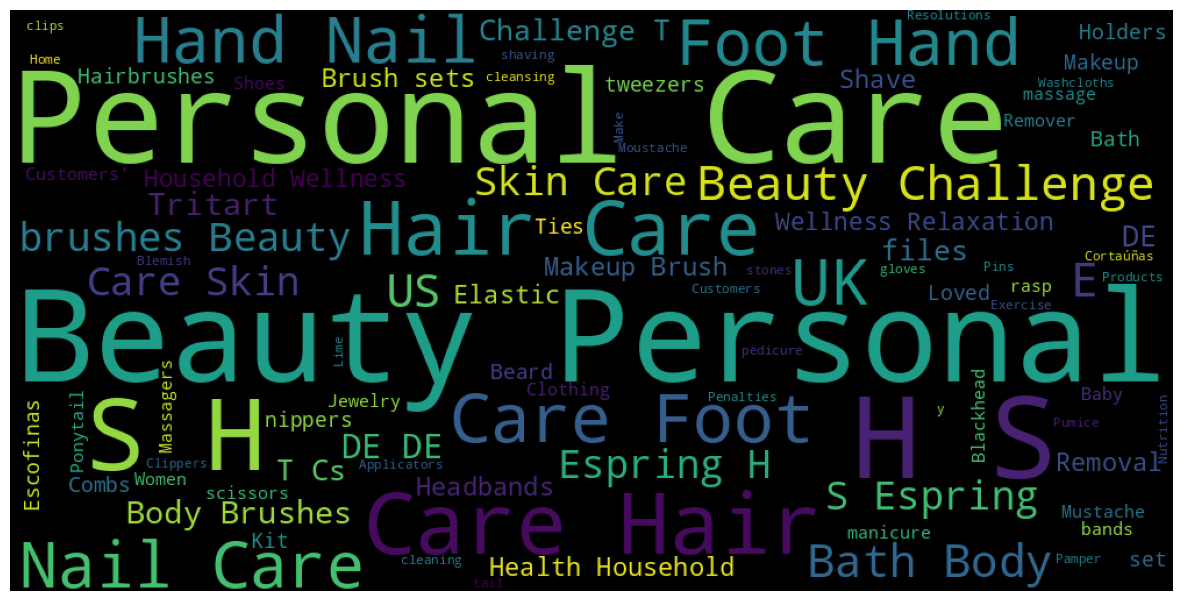 clips
Hand Nail
Challenge T
Foot Hand
Resolutions
Holders
Home
Hairbrushes
Shoes
Brush sets
cleansing
shaving
tweezers
Shave
Makeup
Washcloths
massage
Personal Care
Make
Moustache
Remover
Bath
Customers'
Household Wellness
Skin Care
Beauty Challenge
Tritart
brushes Beauty
Hair Care
Ties
Wellness Relaxation
files
DE
Blemish
Care Skin
US
Elastic
Makeup Brush
stones
Customers
UK
gloves
Pins
Cortaúñas
Loved
rasp
Exercise
E
Products
Beauty Personal
Lime
pedicure
Escofinas
Ponytail
Massagers
S H
nippers
Jewelry
Beard
Clothing
Care Foot
Penalties
H S
y
Blackhead
Baby
Pumice
Nutrition
DE DE
Clippers
Women
Combs
scissors
T Cs
Applicators
Espring H
Removal
Headbands
Body Brushes
Kit
Care Hair
S Espring
Mustache
manicure
bands
Nail Care
cleaning
tail
Health Household
Bath Body
Pamper
set